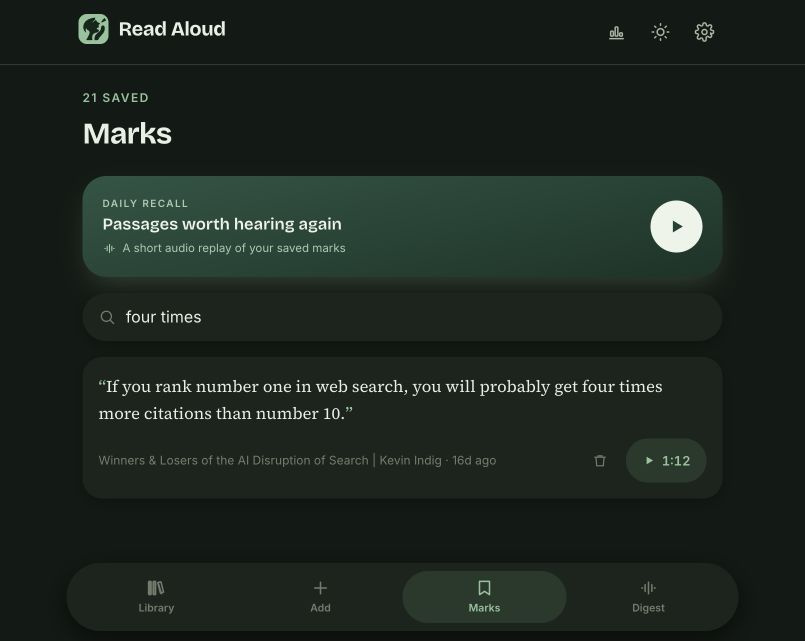 Read Aloud
21 SAVED
Marks
DAILY RECALL
Passages worth hearing again
A short audio replay of your saved marks
four times
“If you rank number one in web search, you will probably get four times
more citations than number 10.”
Winners & Losers of the AI Disruption of Search | Kevin Indig · 16d ago
1:12
Library
Add
Marks
Digest